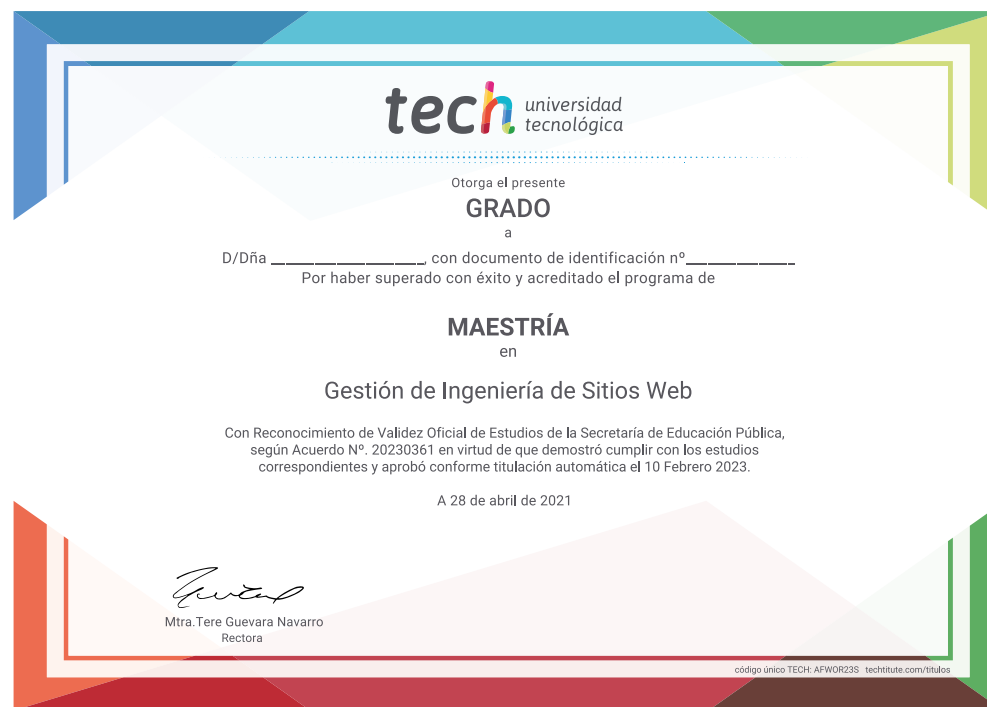 tech universidad
tecnológica
Otorga el presente
GRADO
a
D/Dña ____________________, con documento de identificación nº______________
Por haber superado con éxito y acreditado el programa de
MAESTRÍA
en
Gestión de Ingeniería de Sitios Web
Con Reconocimiento de Validez Oficial de Estudios de la Secretaría de Educación Pública,
según Acuerdo Nº. 20230361 en virtud de que demostró cumplir con los estudios
correspondientes y aprobó conforme titulación automática el 10 Febrero 2023.
A 28 de abril de 2021
Mtra.Tere Guevara Navarro
Rectora
código único TECH: AFWOR23S techtitute.com/titulos